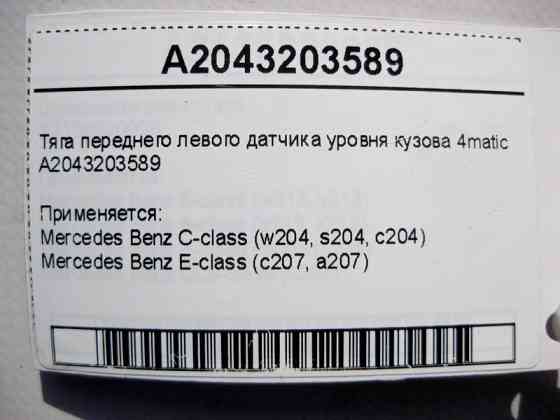 A2043203589
Тяга переднего левого датчика уровня кузова 4matic
A2043203589
Применяется:
Mercedes Benz C-class (w204, s204, c204)
Mercedes Benz E-class (c207, a207)